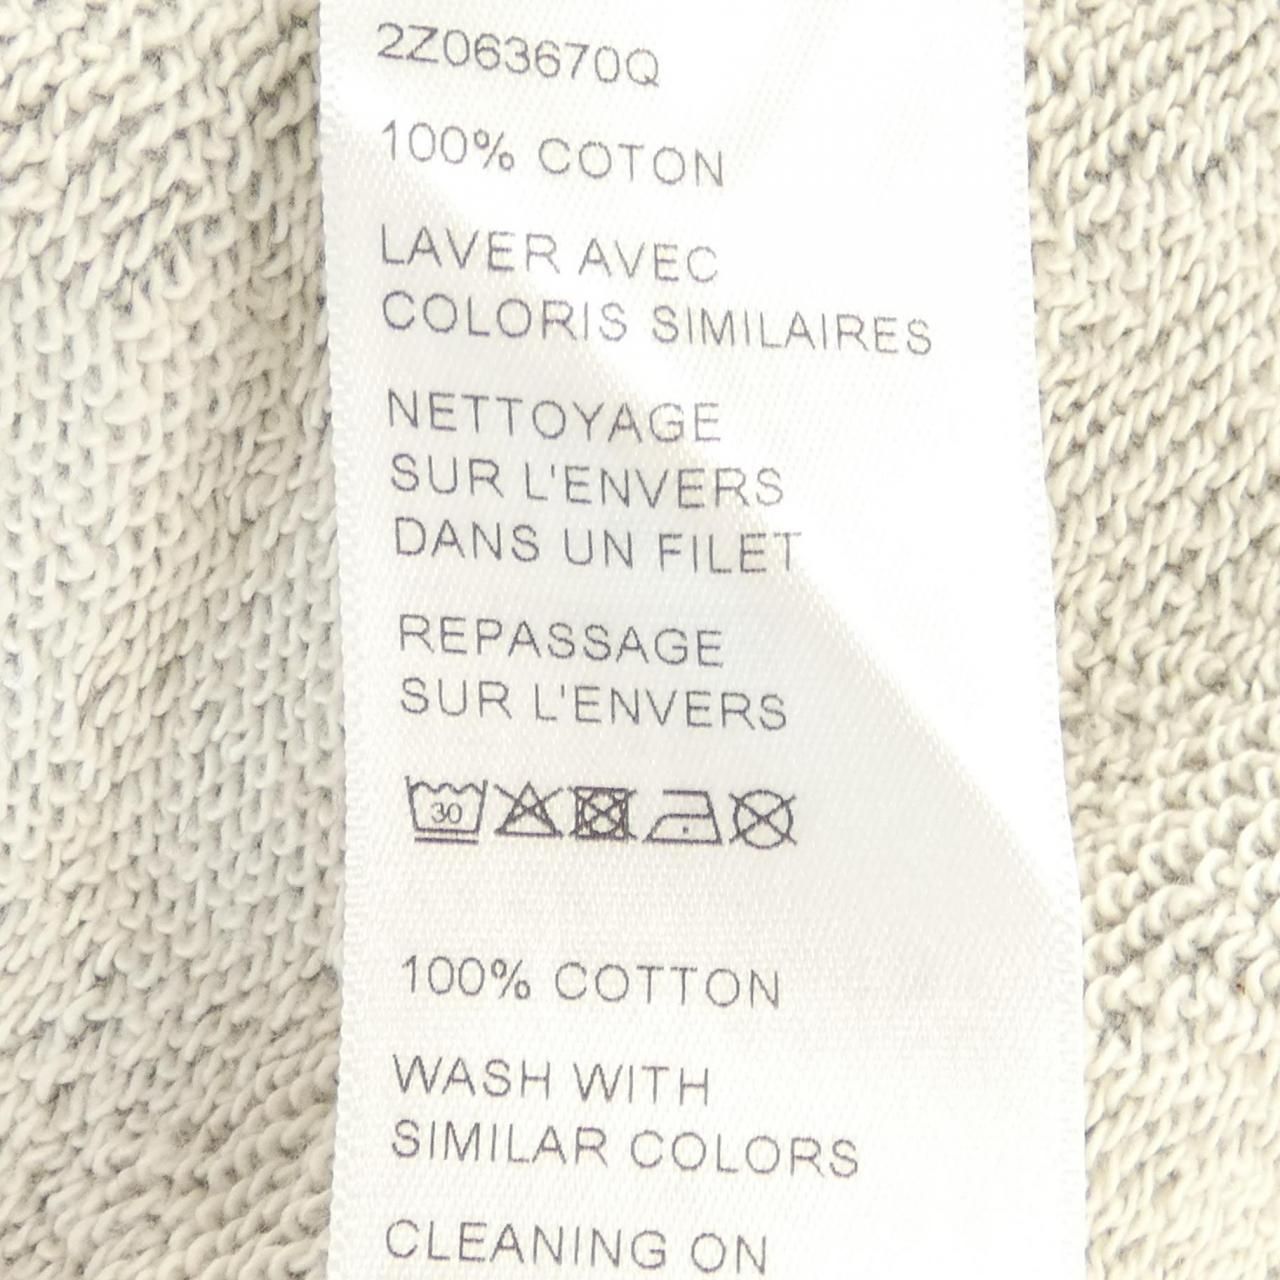 2Z063670Q
100% COTON
LAVER AVEC
COLORIS SIMILAIRES
NETTOYAGE
SUR L'ENVERS
DANS UN FILET
REPASSAGE
SUR L'ENVERS
30
100% COTTON
WASH WITH
SIMILAR COLORS
CLEANING ON